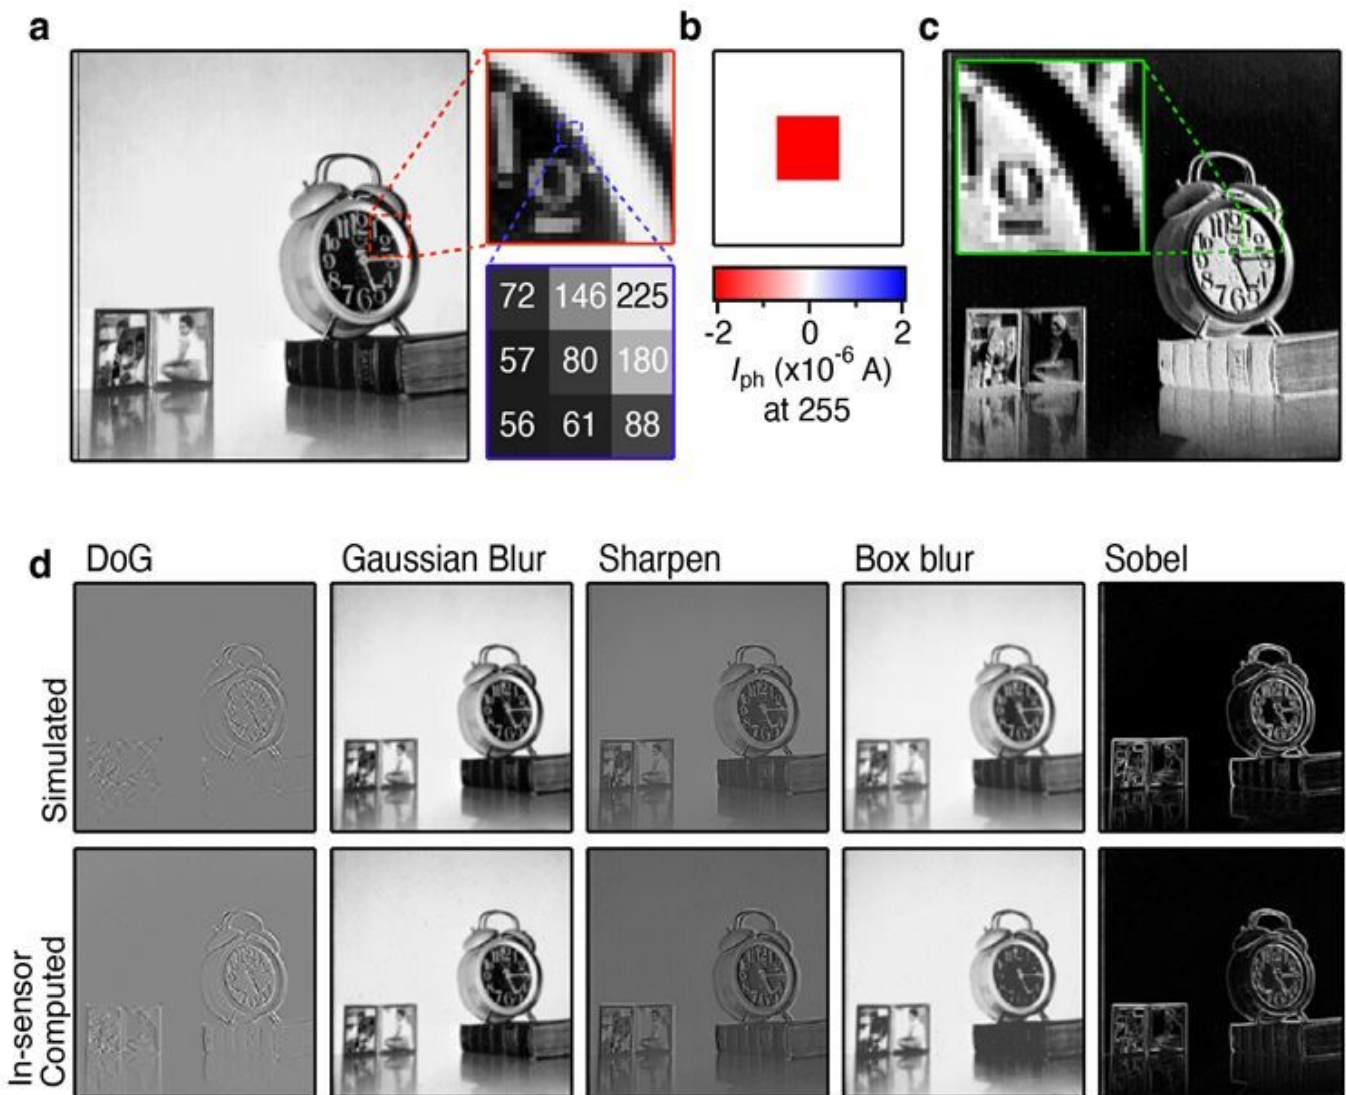 a
b
c
72 146 225
57 80 180
56 61 88
-2 0 2
Iph (x10-6 A)
at 255
d
DoG
Gaussian Blur
Sharpen
Box blur
Sobel
Simulated
In-sensor
Computed